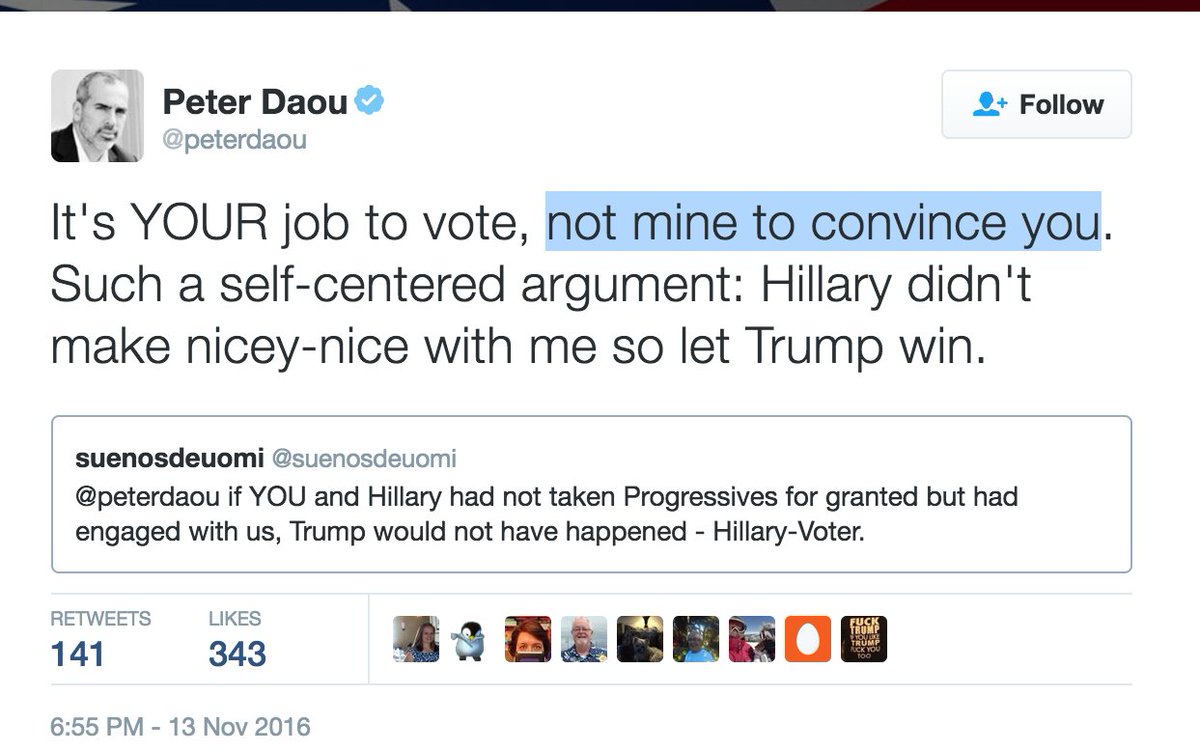 Peter Daou
@peterdaou
Follow
It's YOUR job to vote, not mine to convince you.
Such a self-centered argument: Hillary didn't
make nicey-nice with me so let Trump win.
suenosdeuomi @suenosdeuomi
@peterdaou if YOU and Hillary had not taken Progressives for granted but had
engaged with us, Trump would not have happened - Hillary-Voter.
RETWEETS LIKES
141 343
FUCK
TRUMP
IF YOU LIKE
TRUMP
FUCK YOU
TOO
6:55 PM - 13 Nov 2016